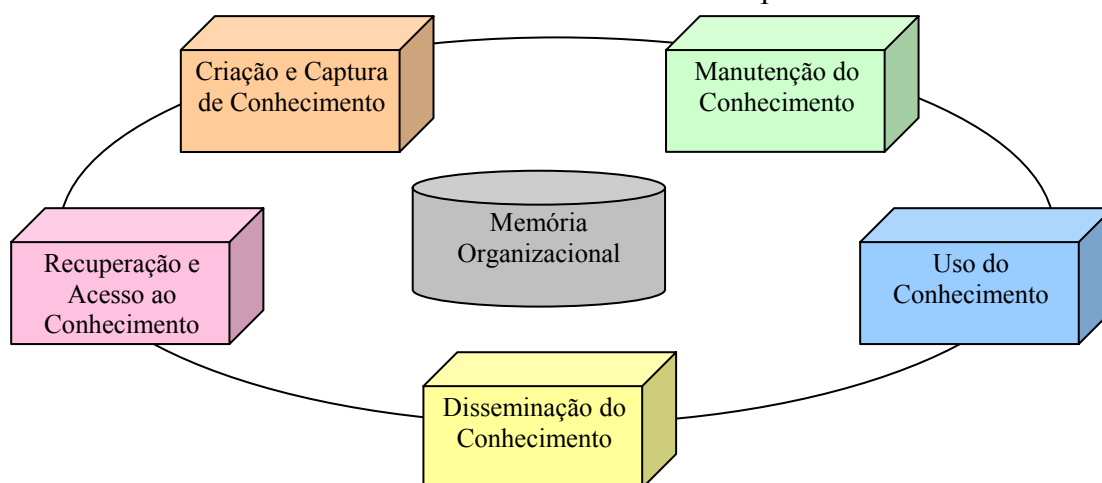 Criação e Captura
de Conhecimento
Manutenção do
Conhecimento
Memória
Organizacional
Recuperação e
Acesso ao
Conhecimento
Uso do
Conhecimento
Disseminação do
Conhecimento